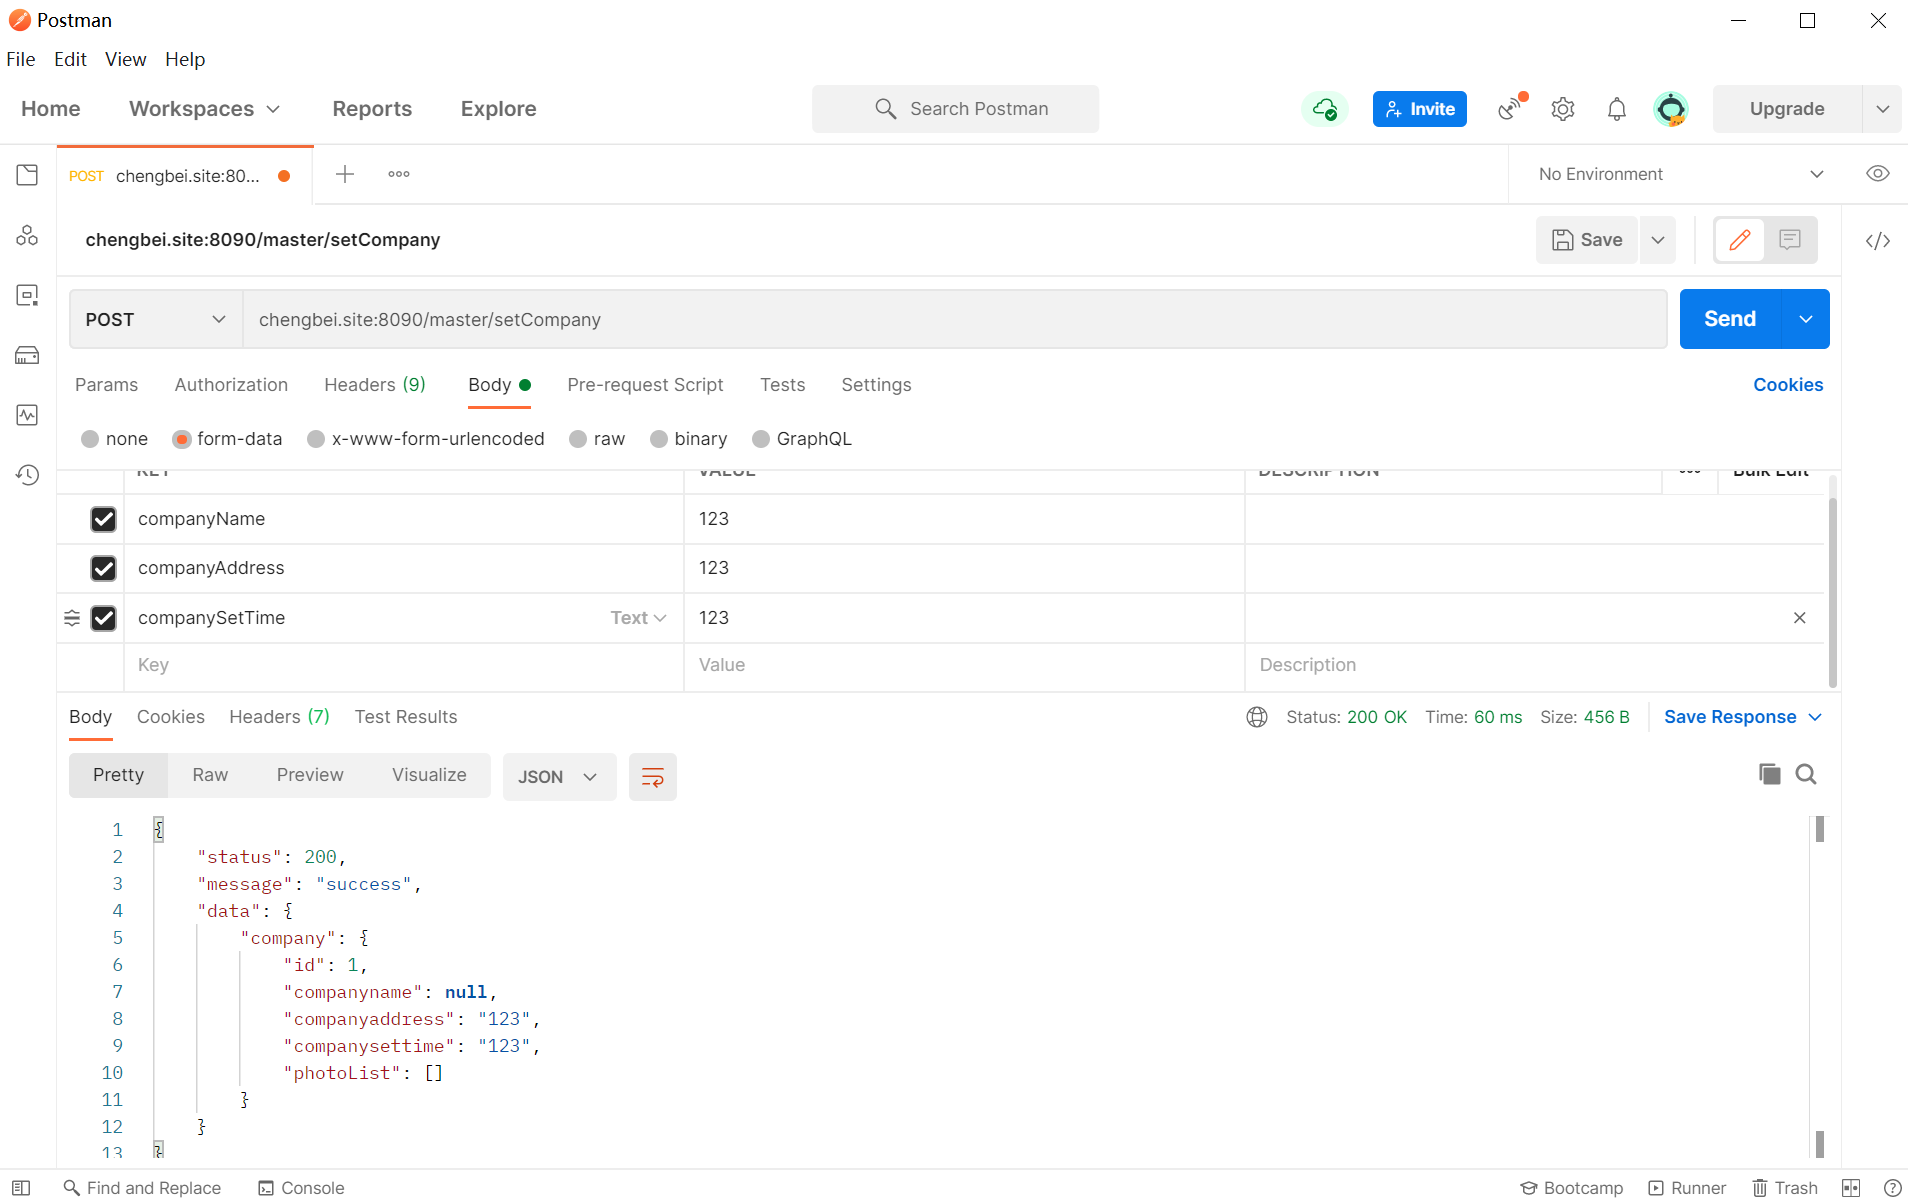 Postman
File Edit View Help
Home Workspaces Reports Explore Search Postman Invite Upgrade
POST chengbei.site:80... No Environment
chengbei.site:8090/master/setCompany Save
POST chengbei.site:8090/master/setCompany Send
Params Authorization Headers (9) Body Pre-request Script Tests Settings Cookies
none form-data x-www-form-urlencoded raw binary GraphQL
KEY VALUE DESCRIPTION Bulk Edit
companyName 123
companyAddress 123
companySetTime Text 123
Key Value Description
Body Cookies Headers (7) Test Results Status: 200 OK Time: 60 ms Size: 456 B Save Response
Pretty Raw Preview Visualize JSON
1 {
2 "status": 200,
3 "message": "success",
4 "data": {
5 "company": {
6 "id": 1,
7 "companyname": null,
8 "companyaddress": "123",
9 "companysettime": "123",
10 "photoList": []
11 }
12 }
13 }
Find and Replace Console Bootcamp Runner Trash